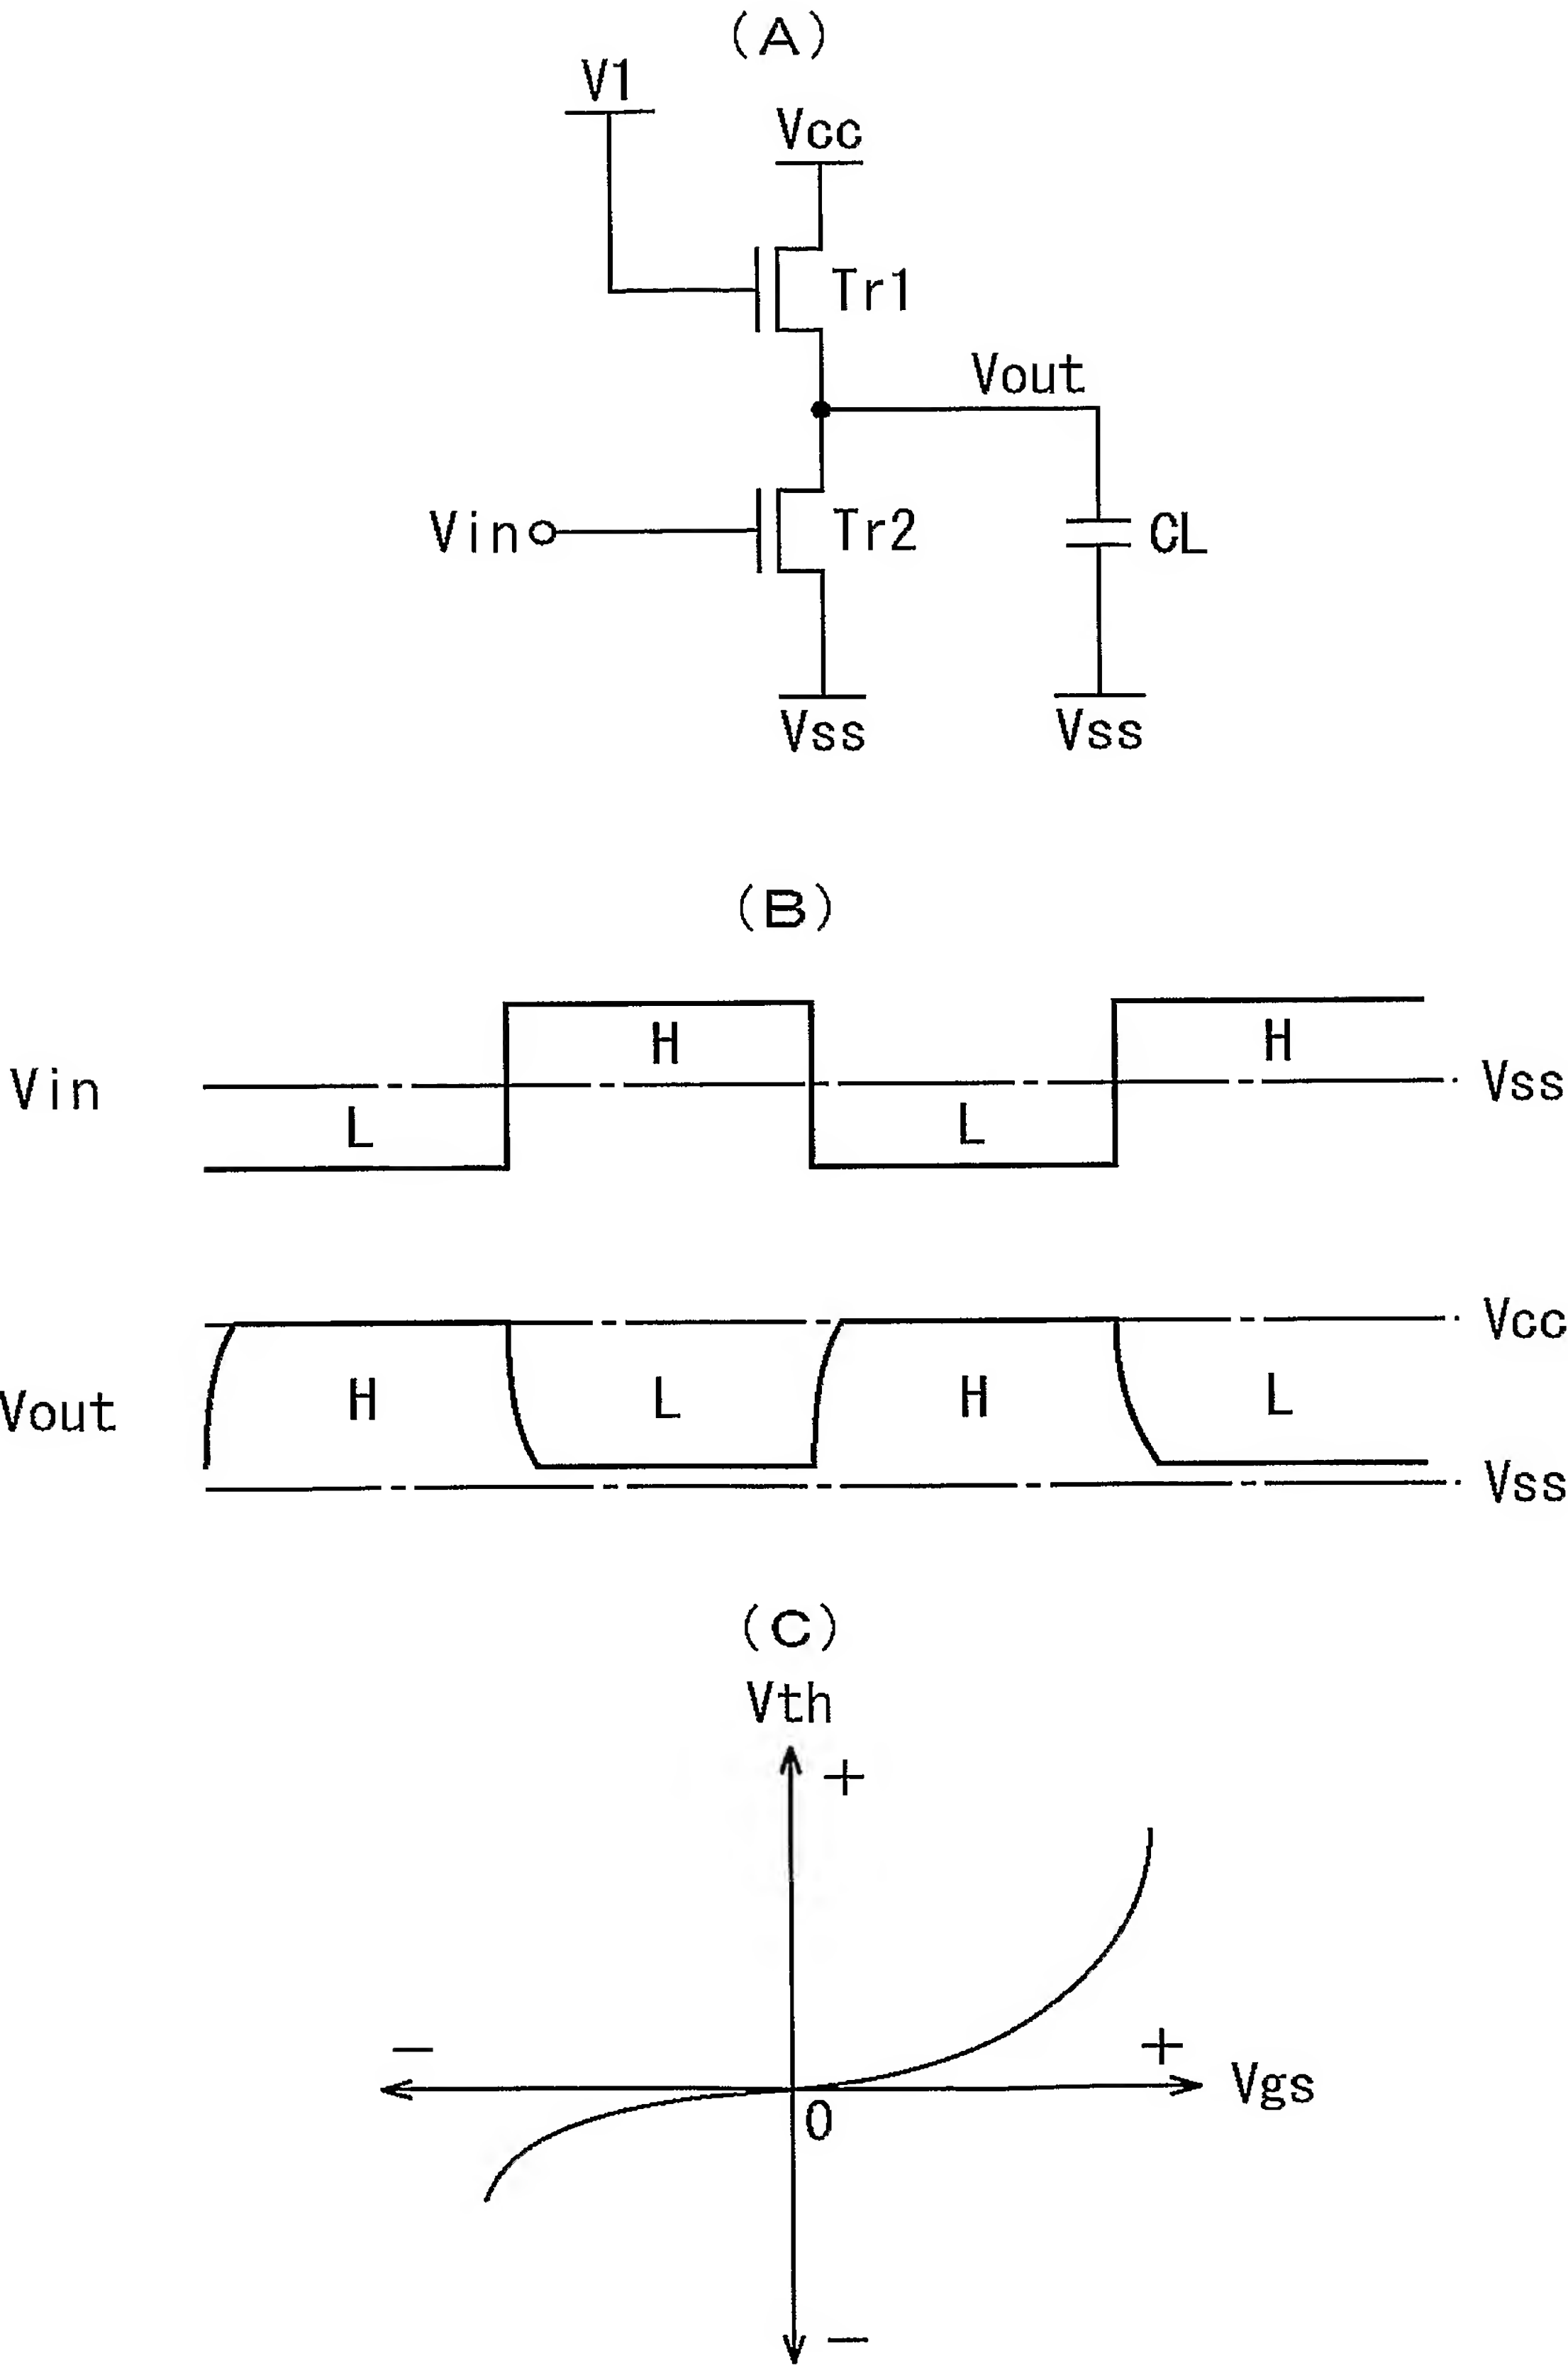 (A)
V1
Vcc
Tr1
Vout
Vin
Tr2
CL
Vss
Vss
(B)
H
H
Vin
Vss
L
L
Vcc
Vout
H
L
H
L
Vss
(C)
Vth
+
−
+
Vgs
0
−